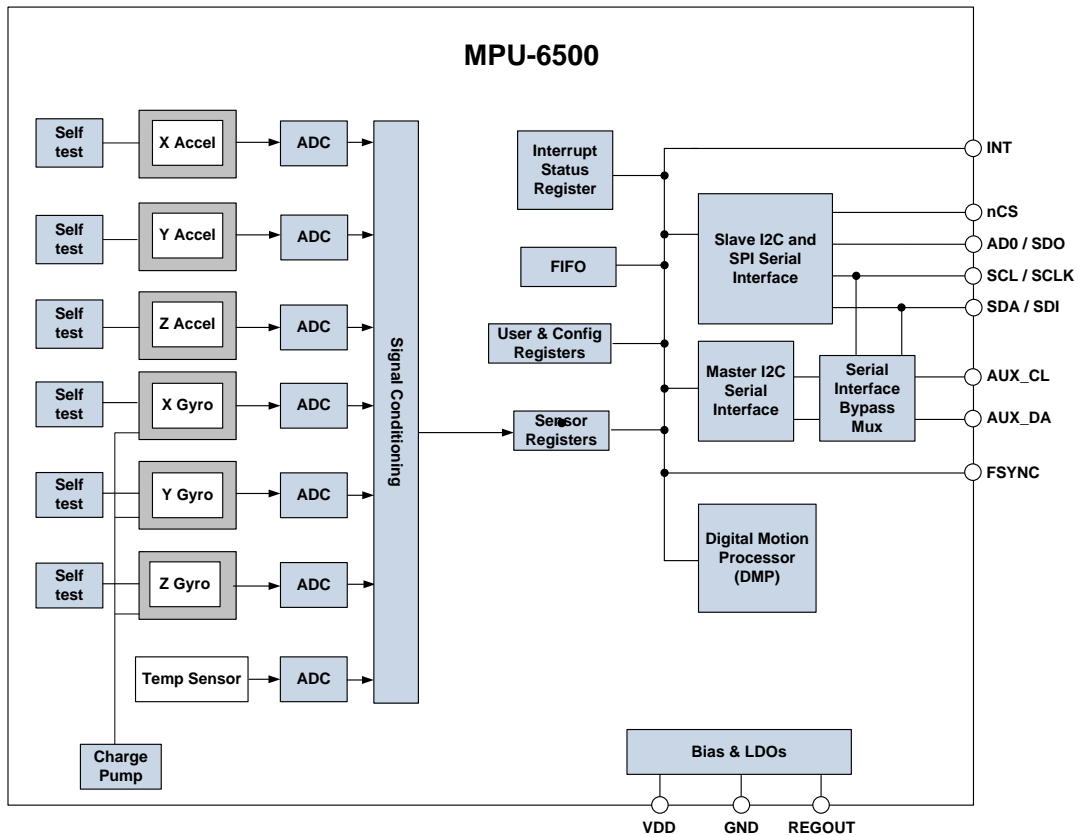 MPU-6500
Self
test
X Accel
ADC
Self
test
Y Accel
ADC
Self
test
Z Accel
ADC
Self
test
X Gyro
ADC
Self
test
Y Gyro
ADC
Self
test
Z Gyro
ADC
Temp Sensor
ADC
Charge
Pump
Signal Conditioning
Interrupt
Status
Register
FIFO
User & Config
Registers
Sensor
Registers
Slave I2C and
SPI Serial
Interface
Master I2C
Serial
Interface
Serial
Interface
Bypass
Mux
Digital Motion
Processor
(DMP)
Bias & LDOs
INT
nCS
AD0 / SDO
SCL / SCLK
SDA / SDI
AUX_CL
AUX_DA
FSYNC
VDD
GND
REGOUT